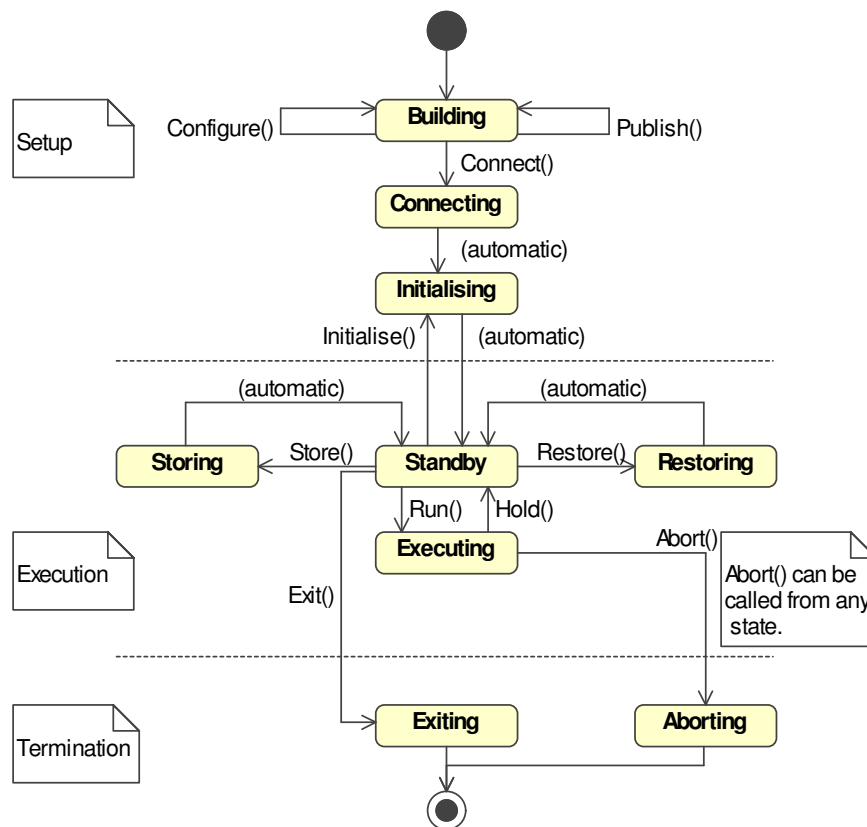 Building
Configure()
Publish()
Setup
Connect()
Connecting
(automatic)
Initialising
Initialise()
(automatic)
(automatic)
(automatic)
Storing
Store()
Standby
Restore()
Restoring
Run()
Hold()
Executing
Abort()
Execution
Abort() can be
called from any
state.
Exit()
Termination
Exiting
Aborting